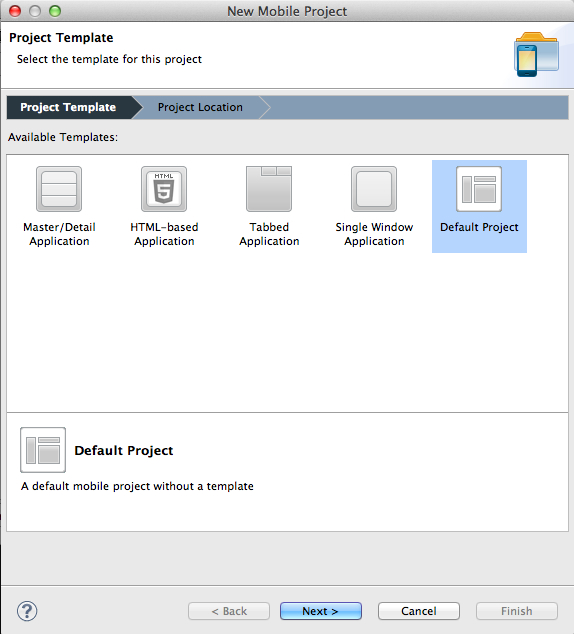 New Mobile Project
Project Template
Select the template for this project
Project Template
Project Location
Available Templates:
Master/Detail
Application
HTML
5
HTML-based
Application
Tabbed
Application
Single Window
Application
Default Project
Default Project
A default mobile project without a template
?
< Back
Next >
Cancel
Finish